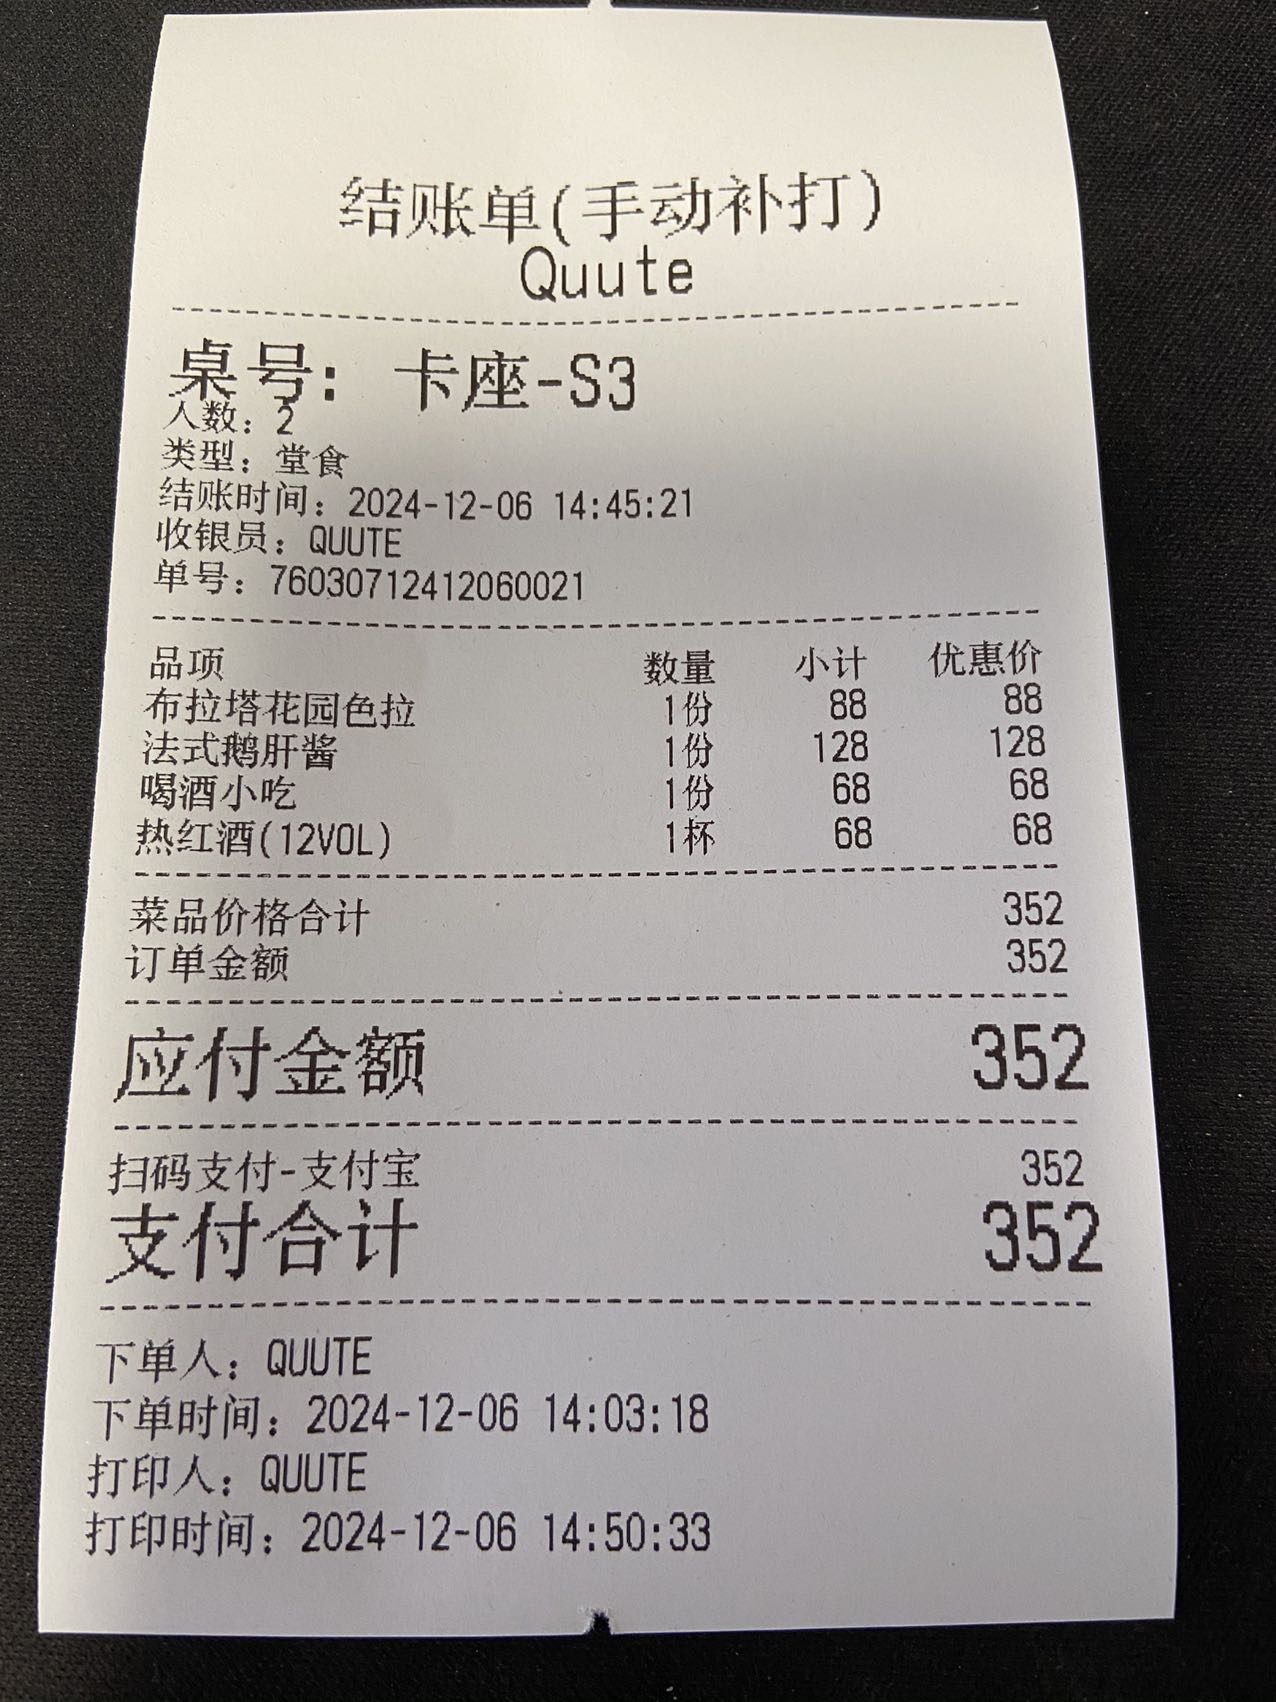 结账单(手动补打)
Quute
桌号: 卡座-S3
人数: 2
类型: 堂食
结账时间: 2024-12-06 14:45:21
收银员: QUUTE
单号: 76030712412060021
品项 数量 小计 优惠价
布拉塔花园色拉 1份 88 88
法式鹅肝酱 1份 128 128
喝酒小吃 1份 68 68
热红酒(12VOL) 1杯 68 68
菜品价格合计 352
订单金额 352
应付金额 352
扫码支付-支付宝 352
支付合计 352
下单人: QUUTE
下单时间: 2024-12-06 14:03:18
打印人: QUUTE
打印时间: 2024-12-06 14:50:33